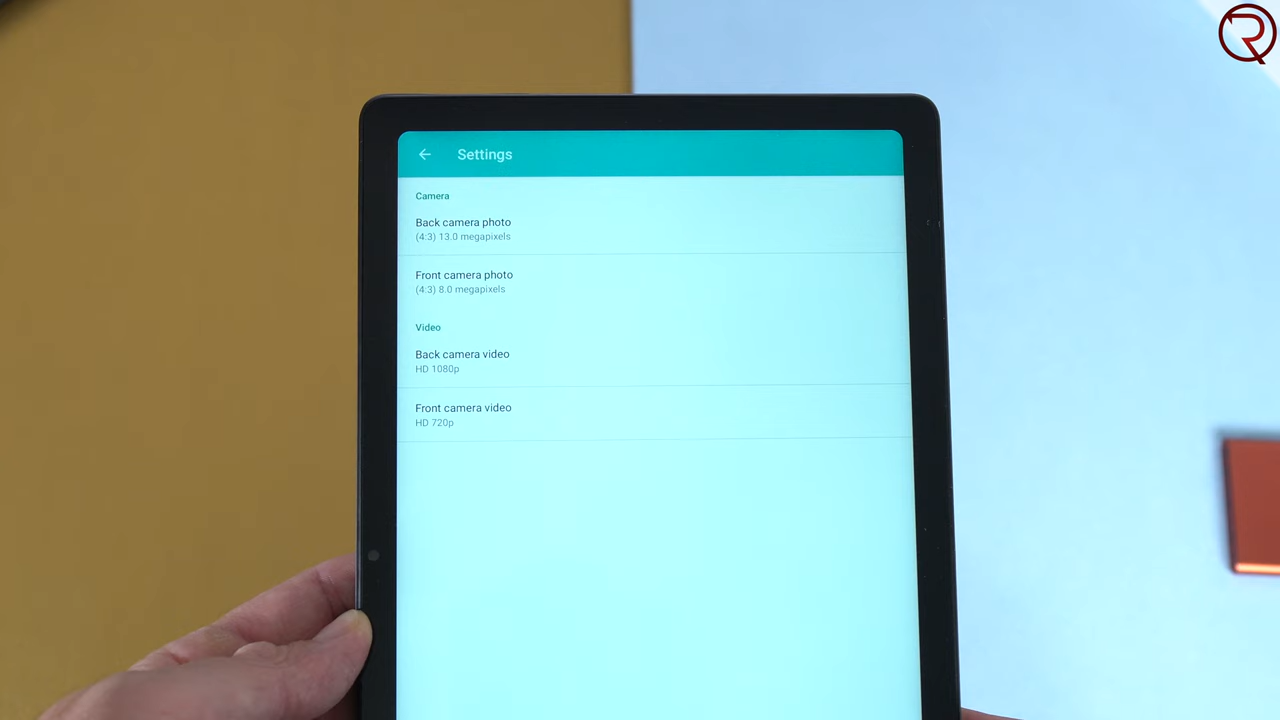 Settings
Camera
Back camera photo
(4:3) 13.0 megapixels
Front camera photo
(4:3) 8.0 megapixels
Video
Back camera video
HD 1080p
Front camera video
HD 720p